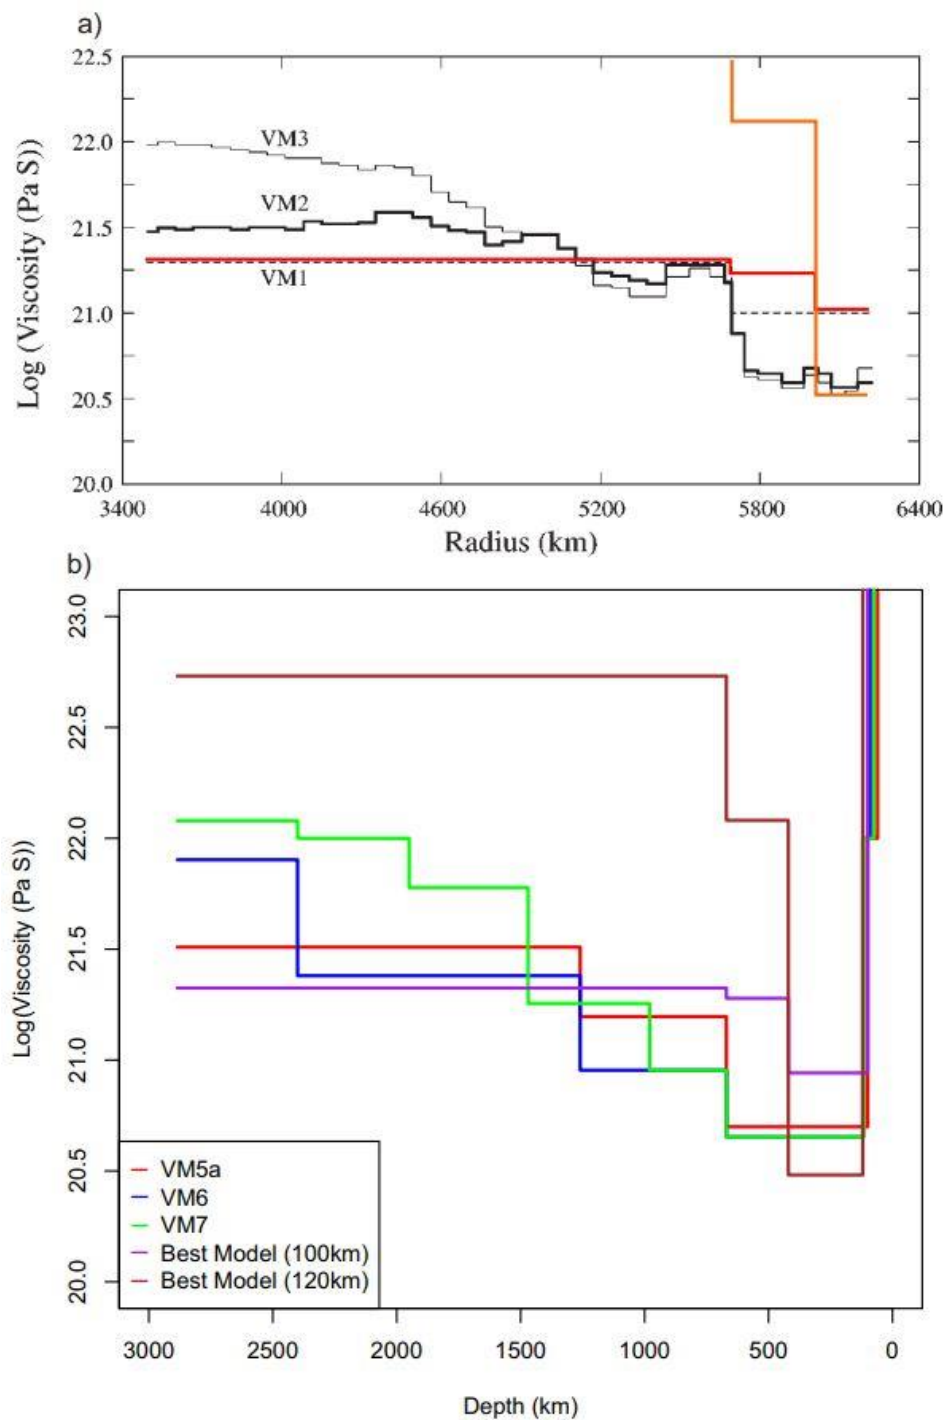 a)
22.5
22.0
21.5
21.0
20.5
20.0
Log (Viscosity (Pa S))
VM3
VM2
VM1
3400 4000 4600 5200 5800 6400
Radius (km)
b)
23.0
22.5
22.0
21.5
21.0
20.5
20.0
Log(Viscosity (Pa S))
VM5a
VM6
VM7
Best Model (100km)
Best Model (120km)
3000 2500 2000 1500 1000 500 0
Depth (km)